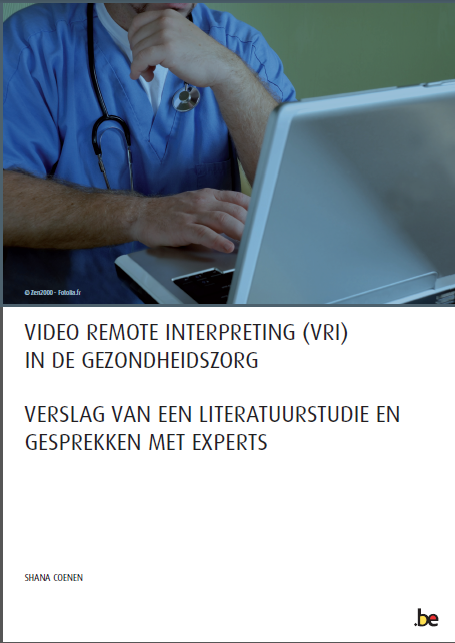 © Zen2000 - Fotolia.fr
VIDEO REMOTE INTERPRETING (VRI)
IN DE GEZONDHEIDSZORG
VERSLAG VAN EEN LITERATUURSTUDIE EN
GESPREKKEN MET EXPERTS
SHANA COENEN
.be